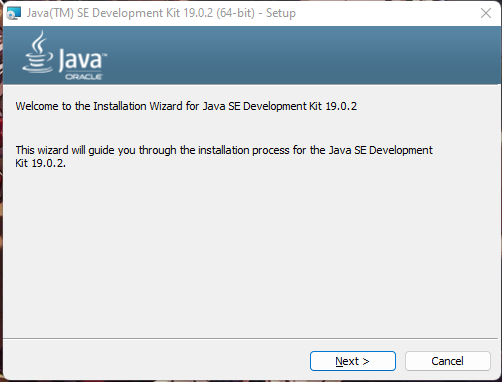 Java(TM) SE Development Kit 19.0.2 (64-bit) - Setup
Java™
ORACLE
Welcome to the Installation Wizard for Java SE Development Kit 19.0.2
This wizard will guide you through the installation process for the Java SE Development
Kit 19.0.2.
Next >
Cancel